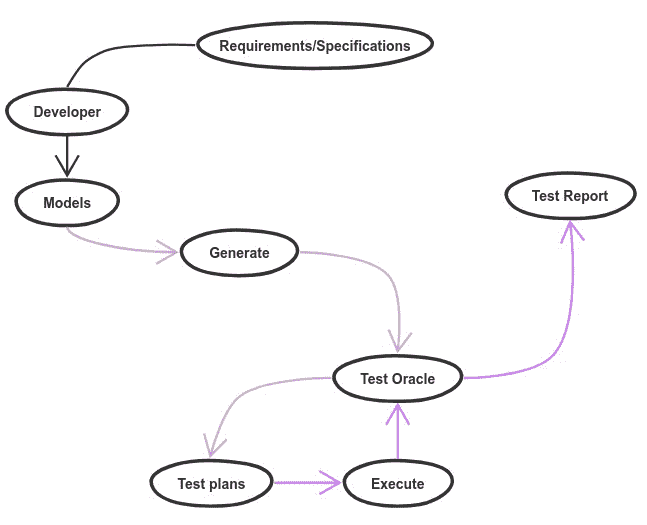 Requirements/Specifications
Developer
Models
Test Report
Generate
Test Oracle
Test plans
Execute